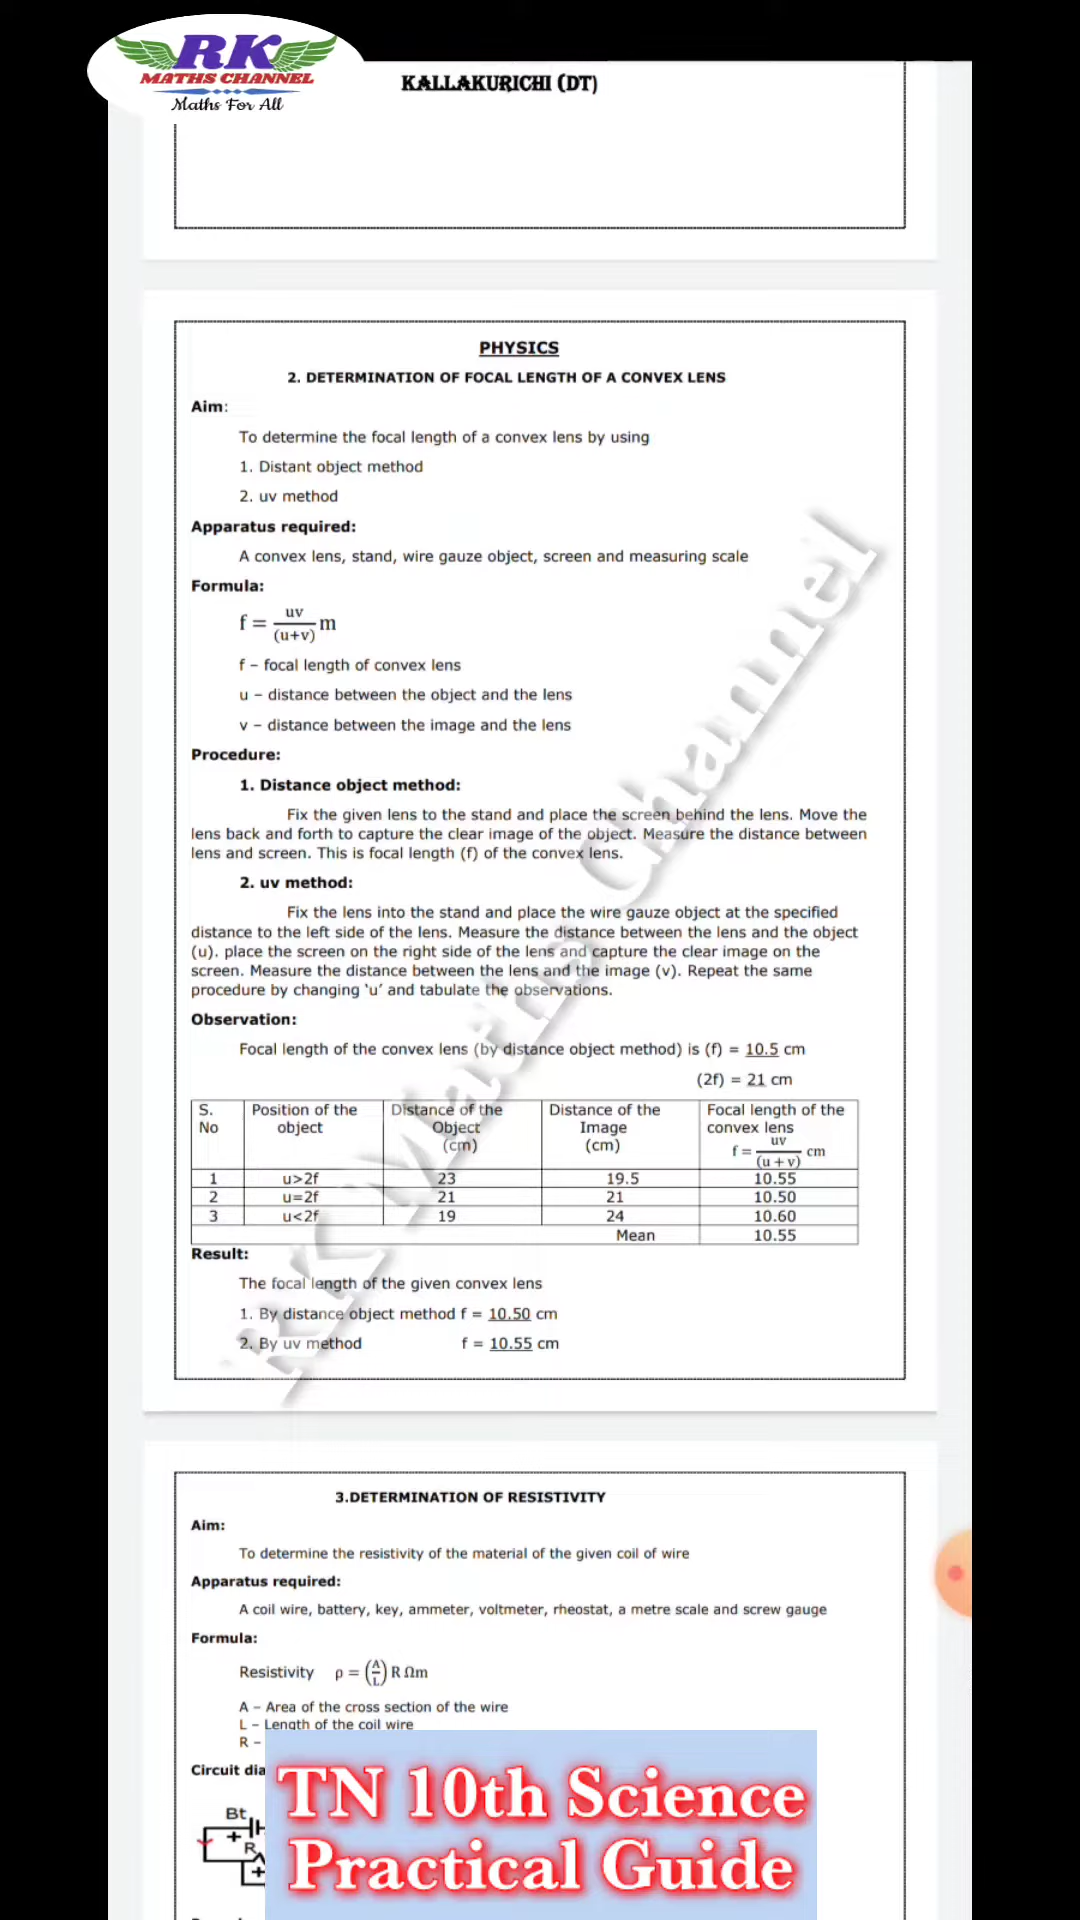 RK
MATHS CHANNEL
Maths For All
KALLAKURICHI (DT)
PHYSICS
2. DETERMINATION OF FOCAL LENGTH OF A CONVEX LENS
Aim:
To determine the focal length of a convex lens by using
1. Distant object method
2. uv method
Apparatus required:
A convex lens, stand, wire gauze object, screen and measuring scale
Formula:
f = uv/(u+v) m
f – focal length of convex lens
u – distance between the object and the lens
v – distance between the image and the lens
Procedure:
1. Distance object method:
Fix the given lens to the stand and place the screen behind the lens. Move the
lens back and forth to capture the clear image of the object. Measure the distance between
lens and screen. This is focal length (f) of the convex lens.
2. uv method:
Fix the lens into the stand and place the wire gauze object at the specified
distance to the left side of the lens. Measure the distance between the lens and the object
(u). place the screen on the right side of the lens and capture the clear image on the
screen. Measure the distance between the lens and the image (v). Repeat the same
procedure by changing 'u' and tabulate the observations.
Observation:
Focal length of the convex lens (by distance object method) is (f) = 10.5 cm
(2f) = 21 cm
S. No | Position of the object | Distance of the Object (cm) | Distance of the Image (cm) | Focal length of the convex lens f = uv/(u + v) cm
1 | u>2f | 23 | 19.5 | 10.55
2 | u=2f | 21 | 21 | 10.50
3 | u<2f | 19 | 24 | 10.60
Mean | 10.55
Result:
The focal length of the given convex lens
1. By distance object method f = 10.50 cm
2. By uv method f = 10.55 cm
RK Maths Channel
3.DETERMINATION OF RESISTIVITY
Aim:
To determine the resistivity of the material of the given coil of wire
Apparatus required:
A coil wire, battery, key, ammeter, voltmeter, rheostat, a metre scale and screw gauge
Formula:
Resistivity ρ = (A/L) R Ωm
A – Area of the cross section of the wire
L – Length of the coil wire
R –
Circuit dia
Bt
+
R
+
TN 10th Science
Practical Guide